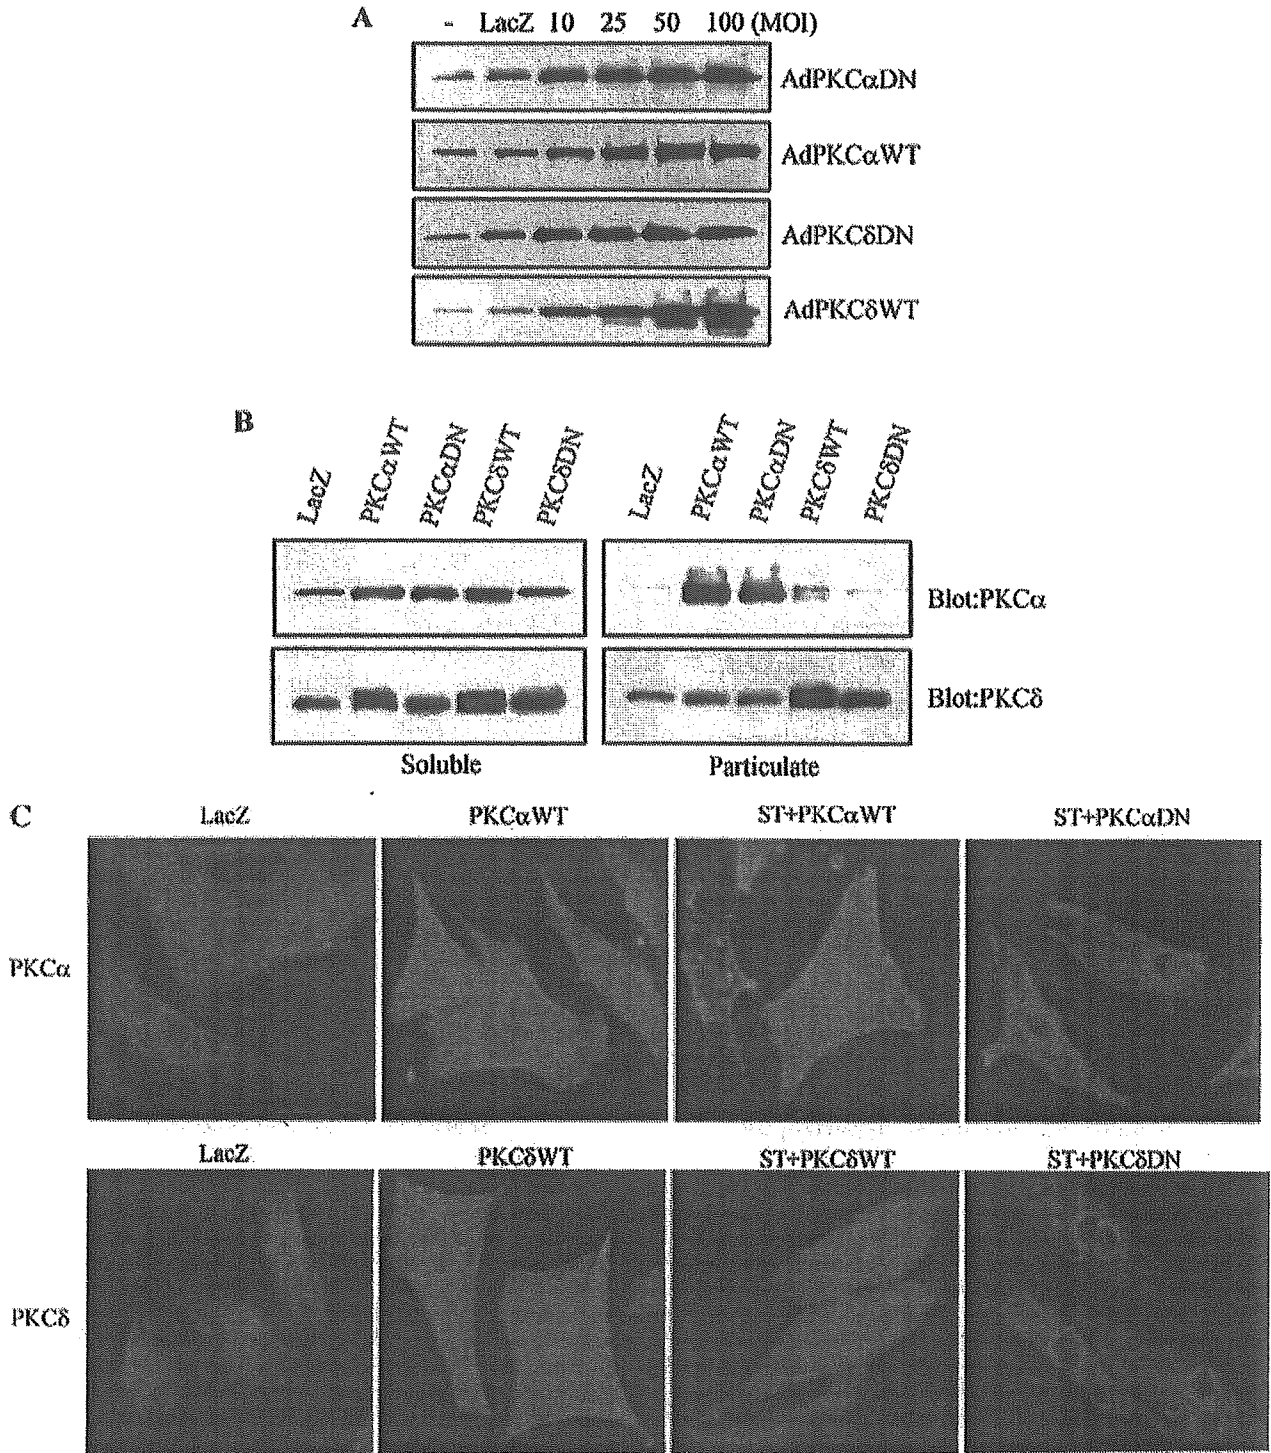 A
- LacZ 10 25 50 100 (MOI)
AdPKCαDN
AdPKCαWT
AdPKCδDN
AdPKCδWT
B
LacZ PKCαWT PKCαDN PKCδWT PKCδDN LacZ PKCαWT PKCαDN PKCδWT PKCδDN
Blot:PKCα
Blot:PKCδ
Soluble Particulate
C
LacZ PKCαWT ST+PKCαWT ST+PKCαDN
PKCα
LacZ PKCδWT ST+PKCδWT ST+PKCδDN
PKCδ